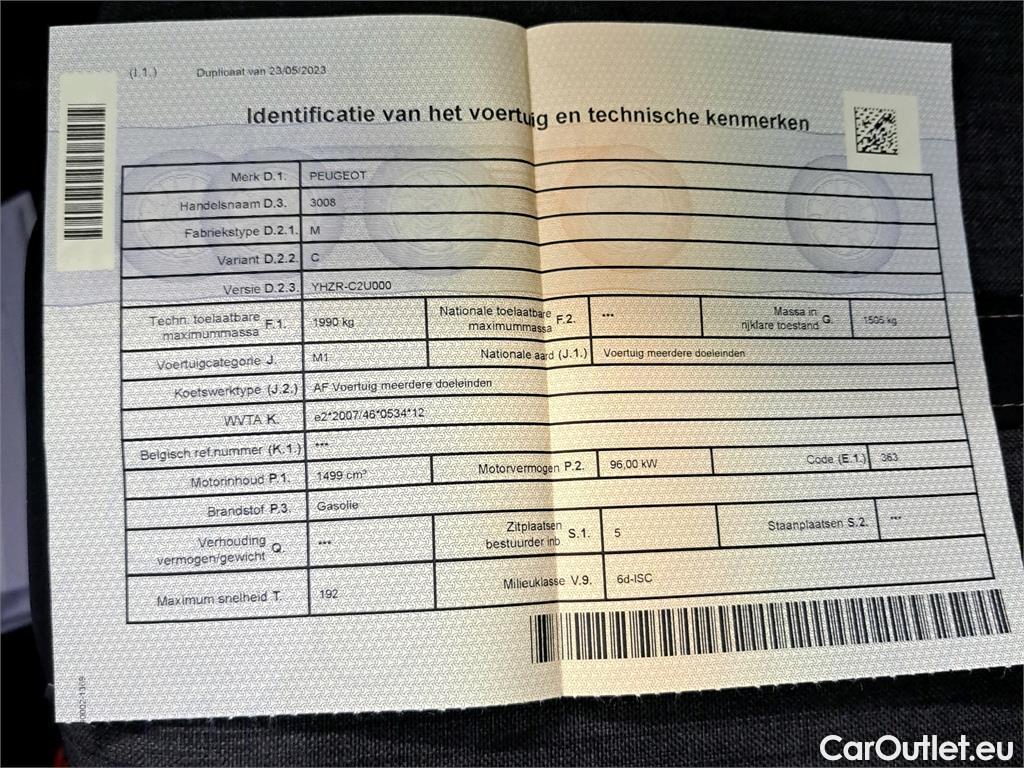 (I.1.) Duplicaat van 23/05/2023
Identificatie van het voertuig en technische kenmerken
Merk D.1. PEUGEOT
Handelsnaam D.3. 3008
Fabriekstype D.2.1. M
Variant D.2.2. C
Versie D.2.3. YHZR-C2U000
Techn. toelaatbare maximummassa F.1. 1990 kg Nationale toelaatbare maximummassa F.2. *** Massa in rijklare toestand G. 1505 kg
Voertuigcategorie J. M1 Nationale aard (J.1.) Voertuig meerdere doeleinden
Koetswerktype (J.2.) AF Voertuig meerdere doeleinden
WVTA K. e2*2007/46*0534*12
Belgisch ref.nummer (K.1.) ***
Motorinhoud P.1. 1499 cm³ Motorvermogen P.2. 96,00 kW Code (E.1.) 363
Brandstof P.3. Gasolie
Verhouding vermogen/gewicht Q. *** Zitplaatsen bestuurder inb S.1. 5 Staanplaatsen S.2. ***
Maximum snelheid T. 192 Milieuklasse V.9. 6d-ISC
CarOutlet.eu